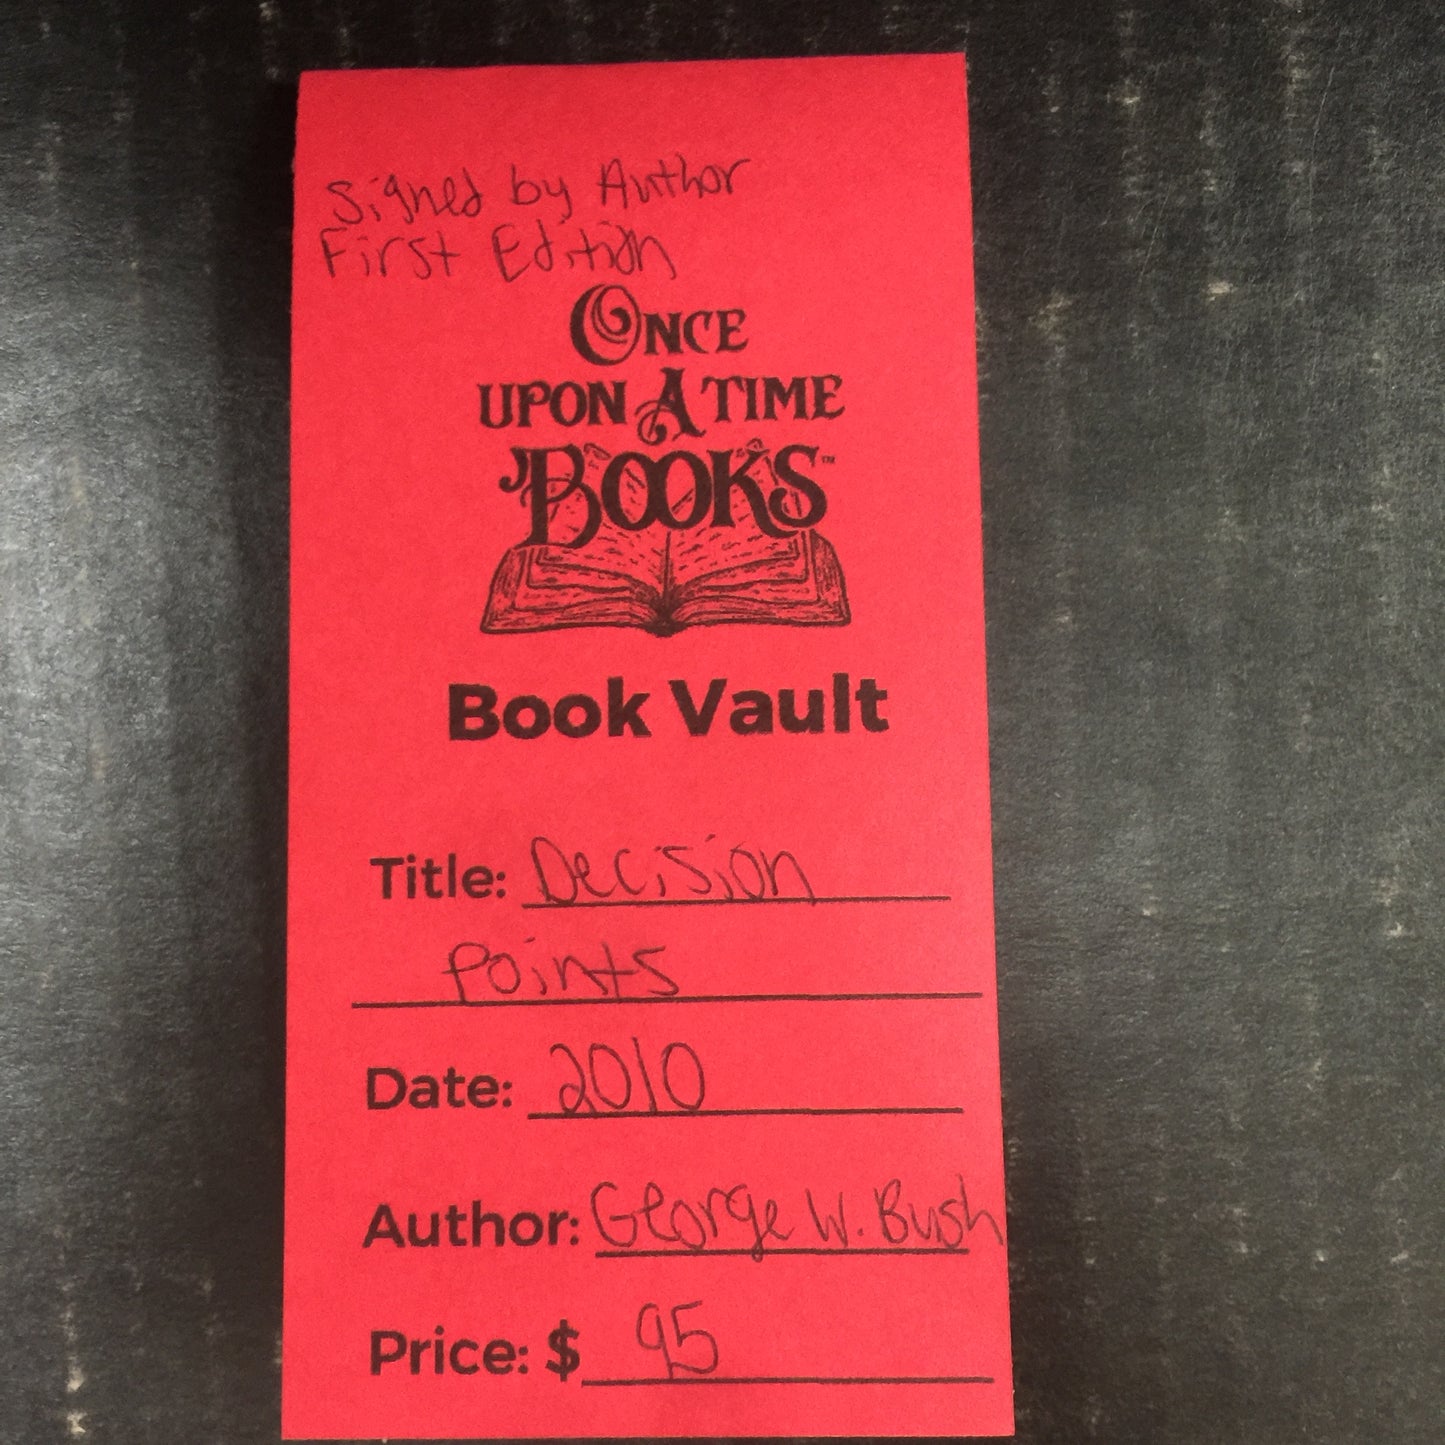 Signed by Author
First Edition
ONCE
UPON A TIME
BOOKS™
Book Vault
Title: Decision
Points
Date: 2010
Author: George W. Bush
Price: $ 95